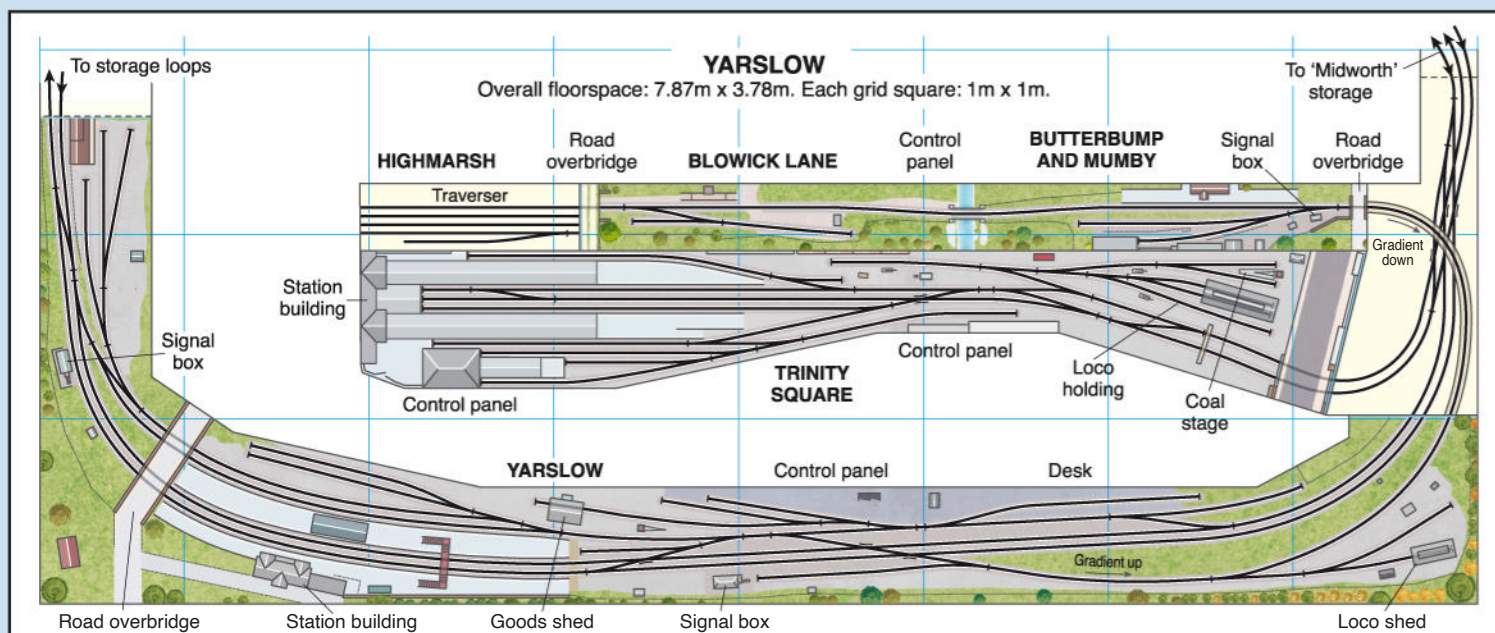 YARSLOW
Overall floorspace: 7.87m x 3.78m. Each grid square: 1m x 1m.
To storage loops
To 'Midworth'
storage
HIGHMARSH
Road
overbridge
BLOWICK LANE
Control
panel
BUTTERBUMP
AND MUMBY
Signal
box
Road
overbridge
Traverser
Gradient
down
Station
building
Signal
box
Control panel
TRINITY
SQUARE
Control panel
Loco
holding
Coal
stage
YARSLOW
Control panel
Desk
Gradient up
Road overbridge
Station building
Goods shed
Signal box
Loco shed